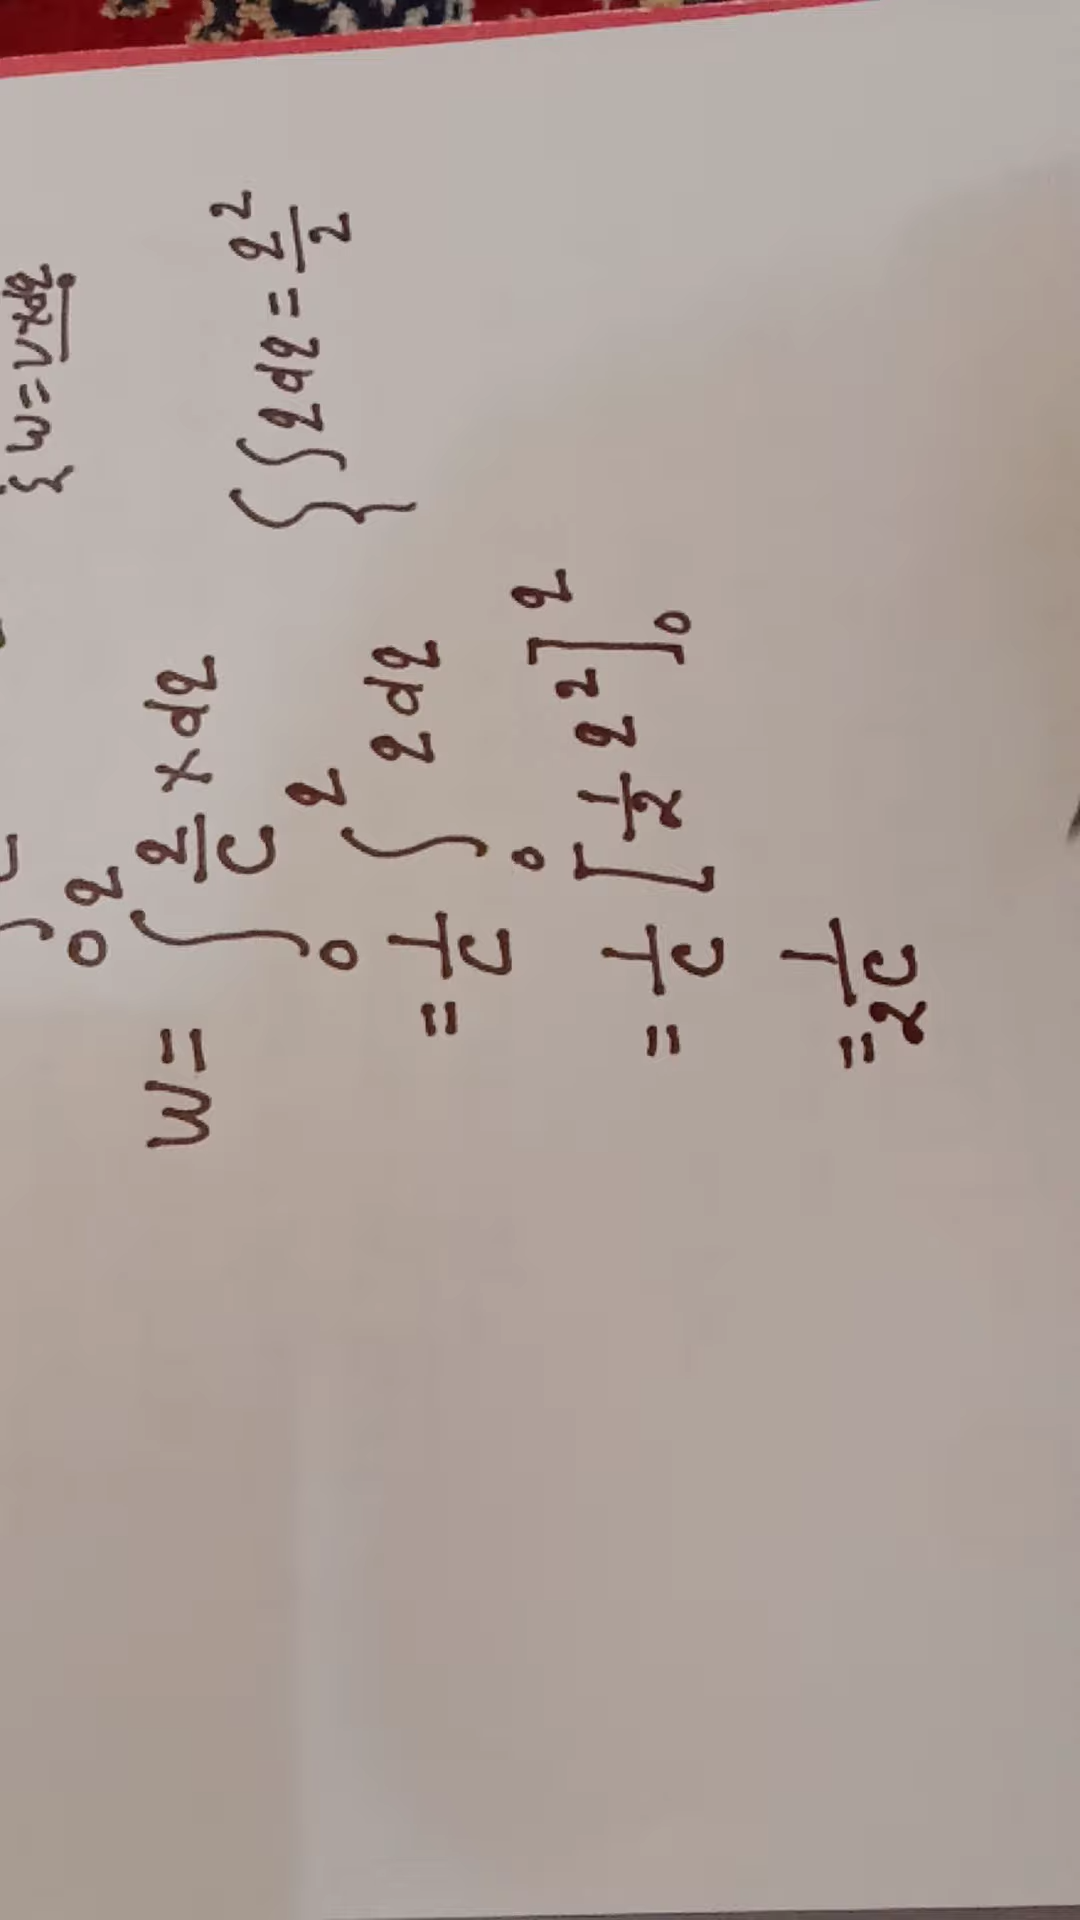 { W = V x dq
W = ∫₀^q q/C × dq
{ ∫ q dq = q²/2
= 1/C ∫₀^q q dq
= 1/C [ 1/2 q² ]₀^q
= 1/2C